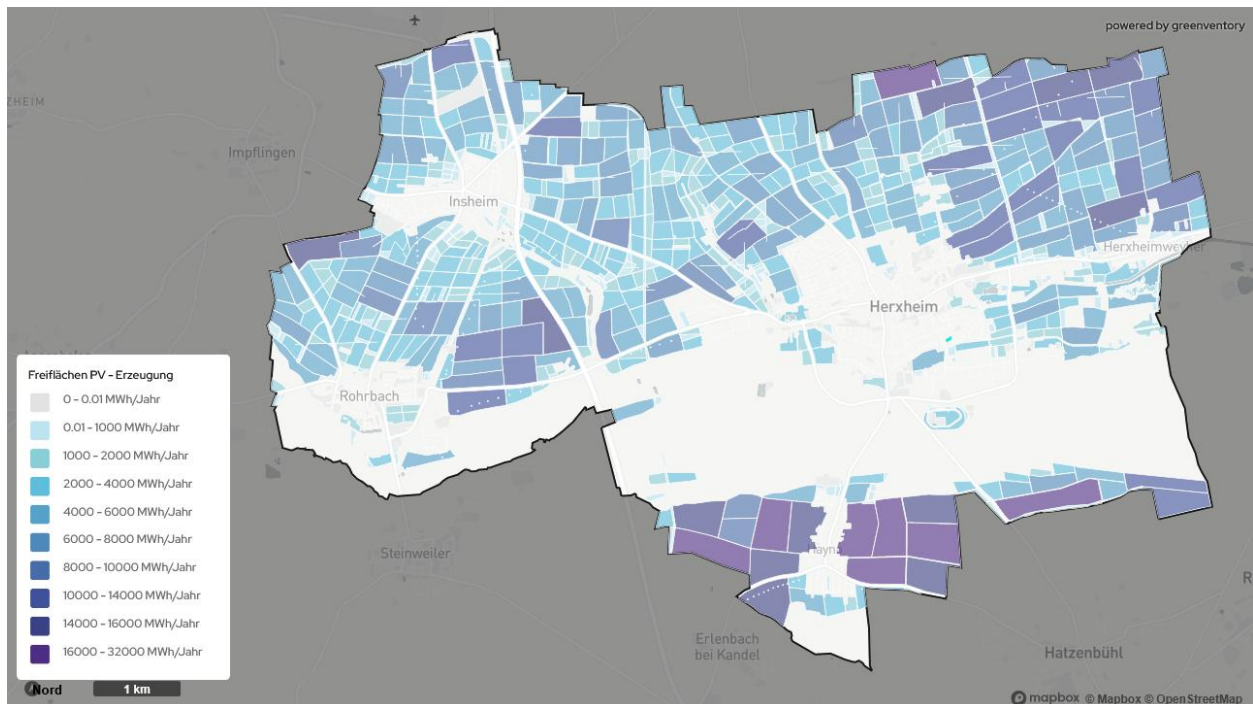 powered by greenventory
ZHEIM
Impflingen
Insheim
Herxheimweyher
Herxheim
Freiflächen PV - Erzeugung
0 - 0.01 MWh/Jahr
0.01 - 1000 MWh/Jahr
1000 - 2000 MWh/Jahr
2000 - 4000 MWh/Jahr
4000 - 6000 MWh/Jahr
6000 - 8000 MWh/Jahr
8000 - 10000 MWh/Jahr
10000 - 14000 MWh/Jahr
14000 - 16000 MWh/Jahr
16000 - 32000 MWh/Jahr
Rohrbach
Steinweiler
Hayna
R
Erlenbach
bei Kandel
Hatzenbühl
Nord
1 km
mapbox © Mapbox © OpenStreetMap